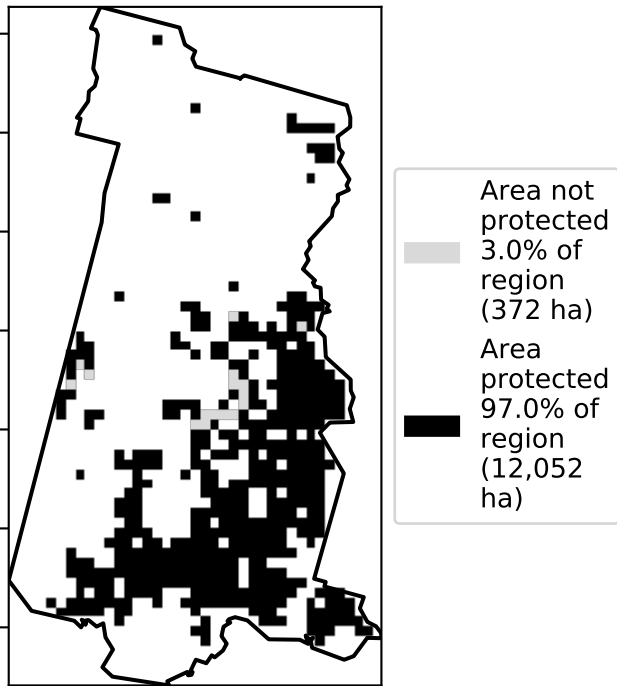 Area not
protected
3.0% of
region
(372 ha)
Area
protected
97.0% of
region
(12,052
ha)